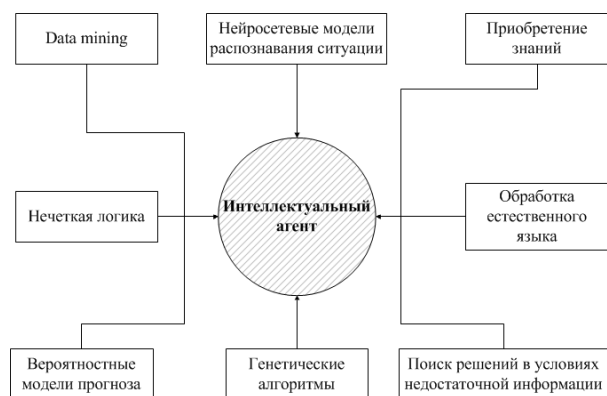 Data mining
Нейросетевые модели
распознавания ситуации
Приобретение
знаний
Нечеткая логика
Интеллектуальный
агент
Обработка
естественного
языка
Вероятностные
модели прогноза
Генетические
алгоритмы
Поиск решений в условиях
недостаточной информации